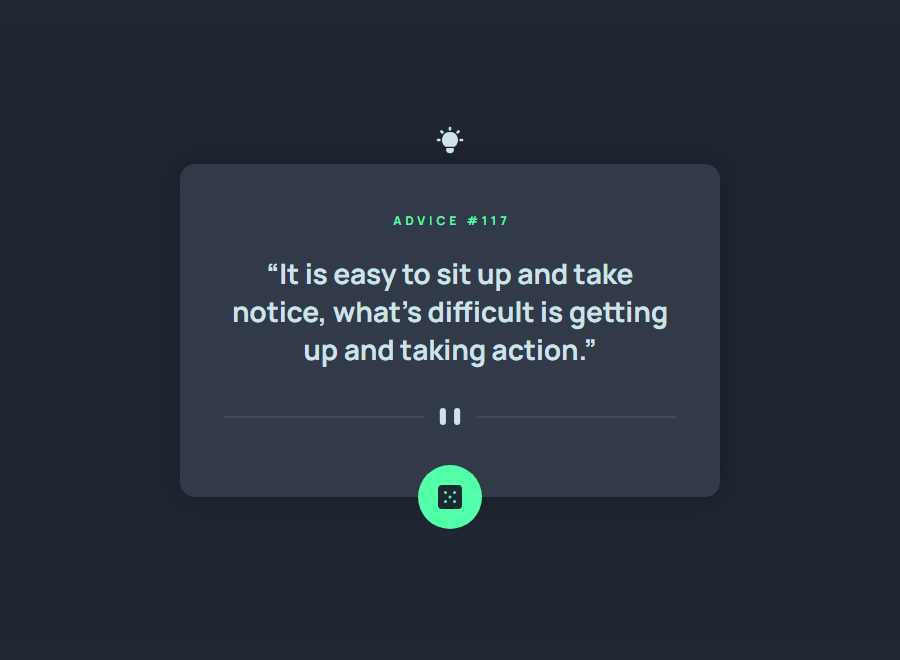 ADVICE #117
“It is easy to sit up and take
notice, what’s difficult is getting
up and taking action.”